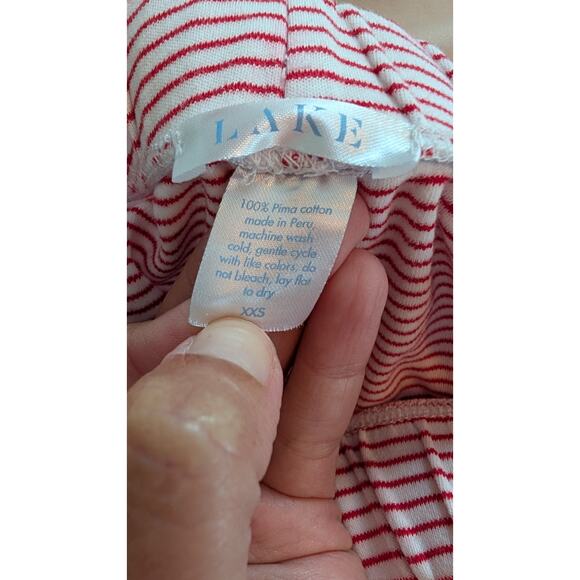 LAKE
100% Pima cotton
made in Peru,
machine wash
cold, gentle cycle
with like colors, do
not bleach, lay flat
to dry
XXS